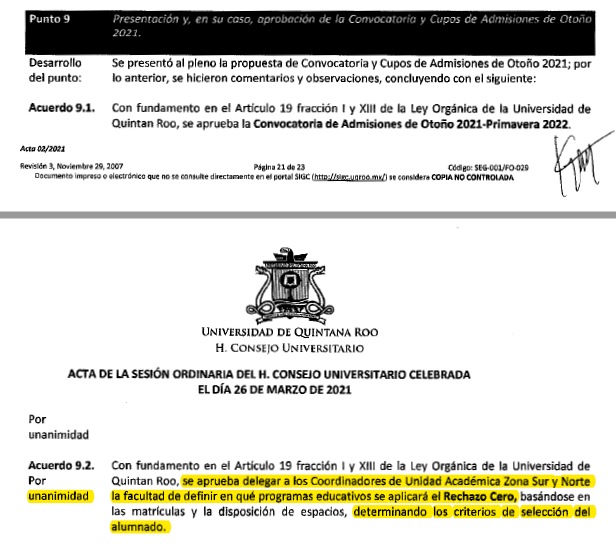 Punto 9 Presentación y, en su caso, aprobación de la Convocatoria y Cupos de Admisiones de Otoño
2021.
Desarrollo Se presentó al pleno la propuesta de Convocatoria y Cupos de Admisiones de Otoño 2021; por
del punto: lo anterior, se hicieron comentarios y observaciones, concluyendo con el siguiente:
Acuerdo 9.1. Con fundamento en el Artículo 19 fracción I y XIII de la Ley Orgánica de la Universidad de
Quintan Roo, se aprueba la Convocatoria de Admisiones de Otoño 2021-Primavera 2022.
Acta 02/2021
Revisión 3, Noviembre 29, 2007 Página 21 de 23 Código: SEG-001/FO-029
Documento impreso o electrónico que no se consulte directamente en el portal SIGC (http://sigc.uqroo.mx/) se considera COPIA NO CONTROLADA
UNIVERSIDAD DE QUINTANA ROO
H. CONSEJO UNIVERSITARIO
ACTA DE LA SESIÓN ORDINARIA DEL H. CONSEJO UNIVERSITARIO CELEBRADA
EL DÍA 26 DE MARZO DE 2021
Por
unanimidad
Acuerdo 9.2. Con fundamento en el Artículo 19 fracción I y XIII de la Ley Orgánica de la Universidad de
Por Quintan Roo, se aprueba delegar a los Coordinadores de Unidad Académica Zona Sur y Norte
unanimidad la facultad de definir en qué programas educativos se aplicará el Rechazo Cero, basándose en
las matrículas y la disposición de espacios, determinando los criterios de selección del
alumnado.